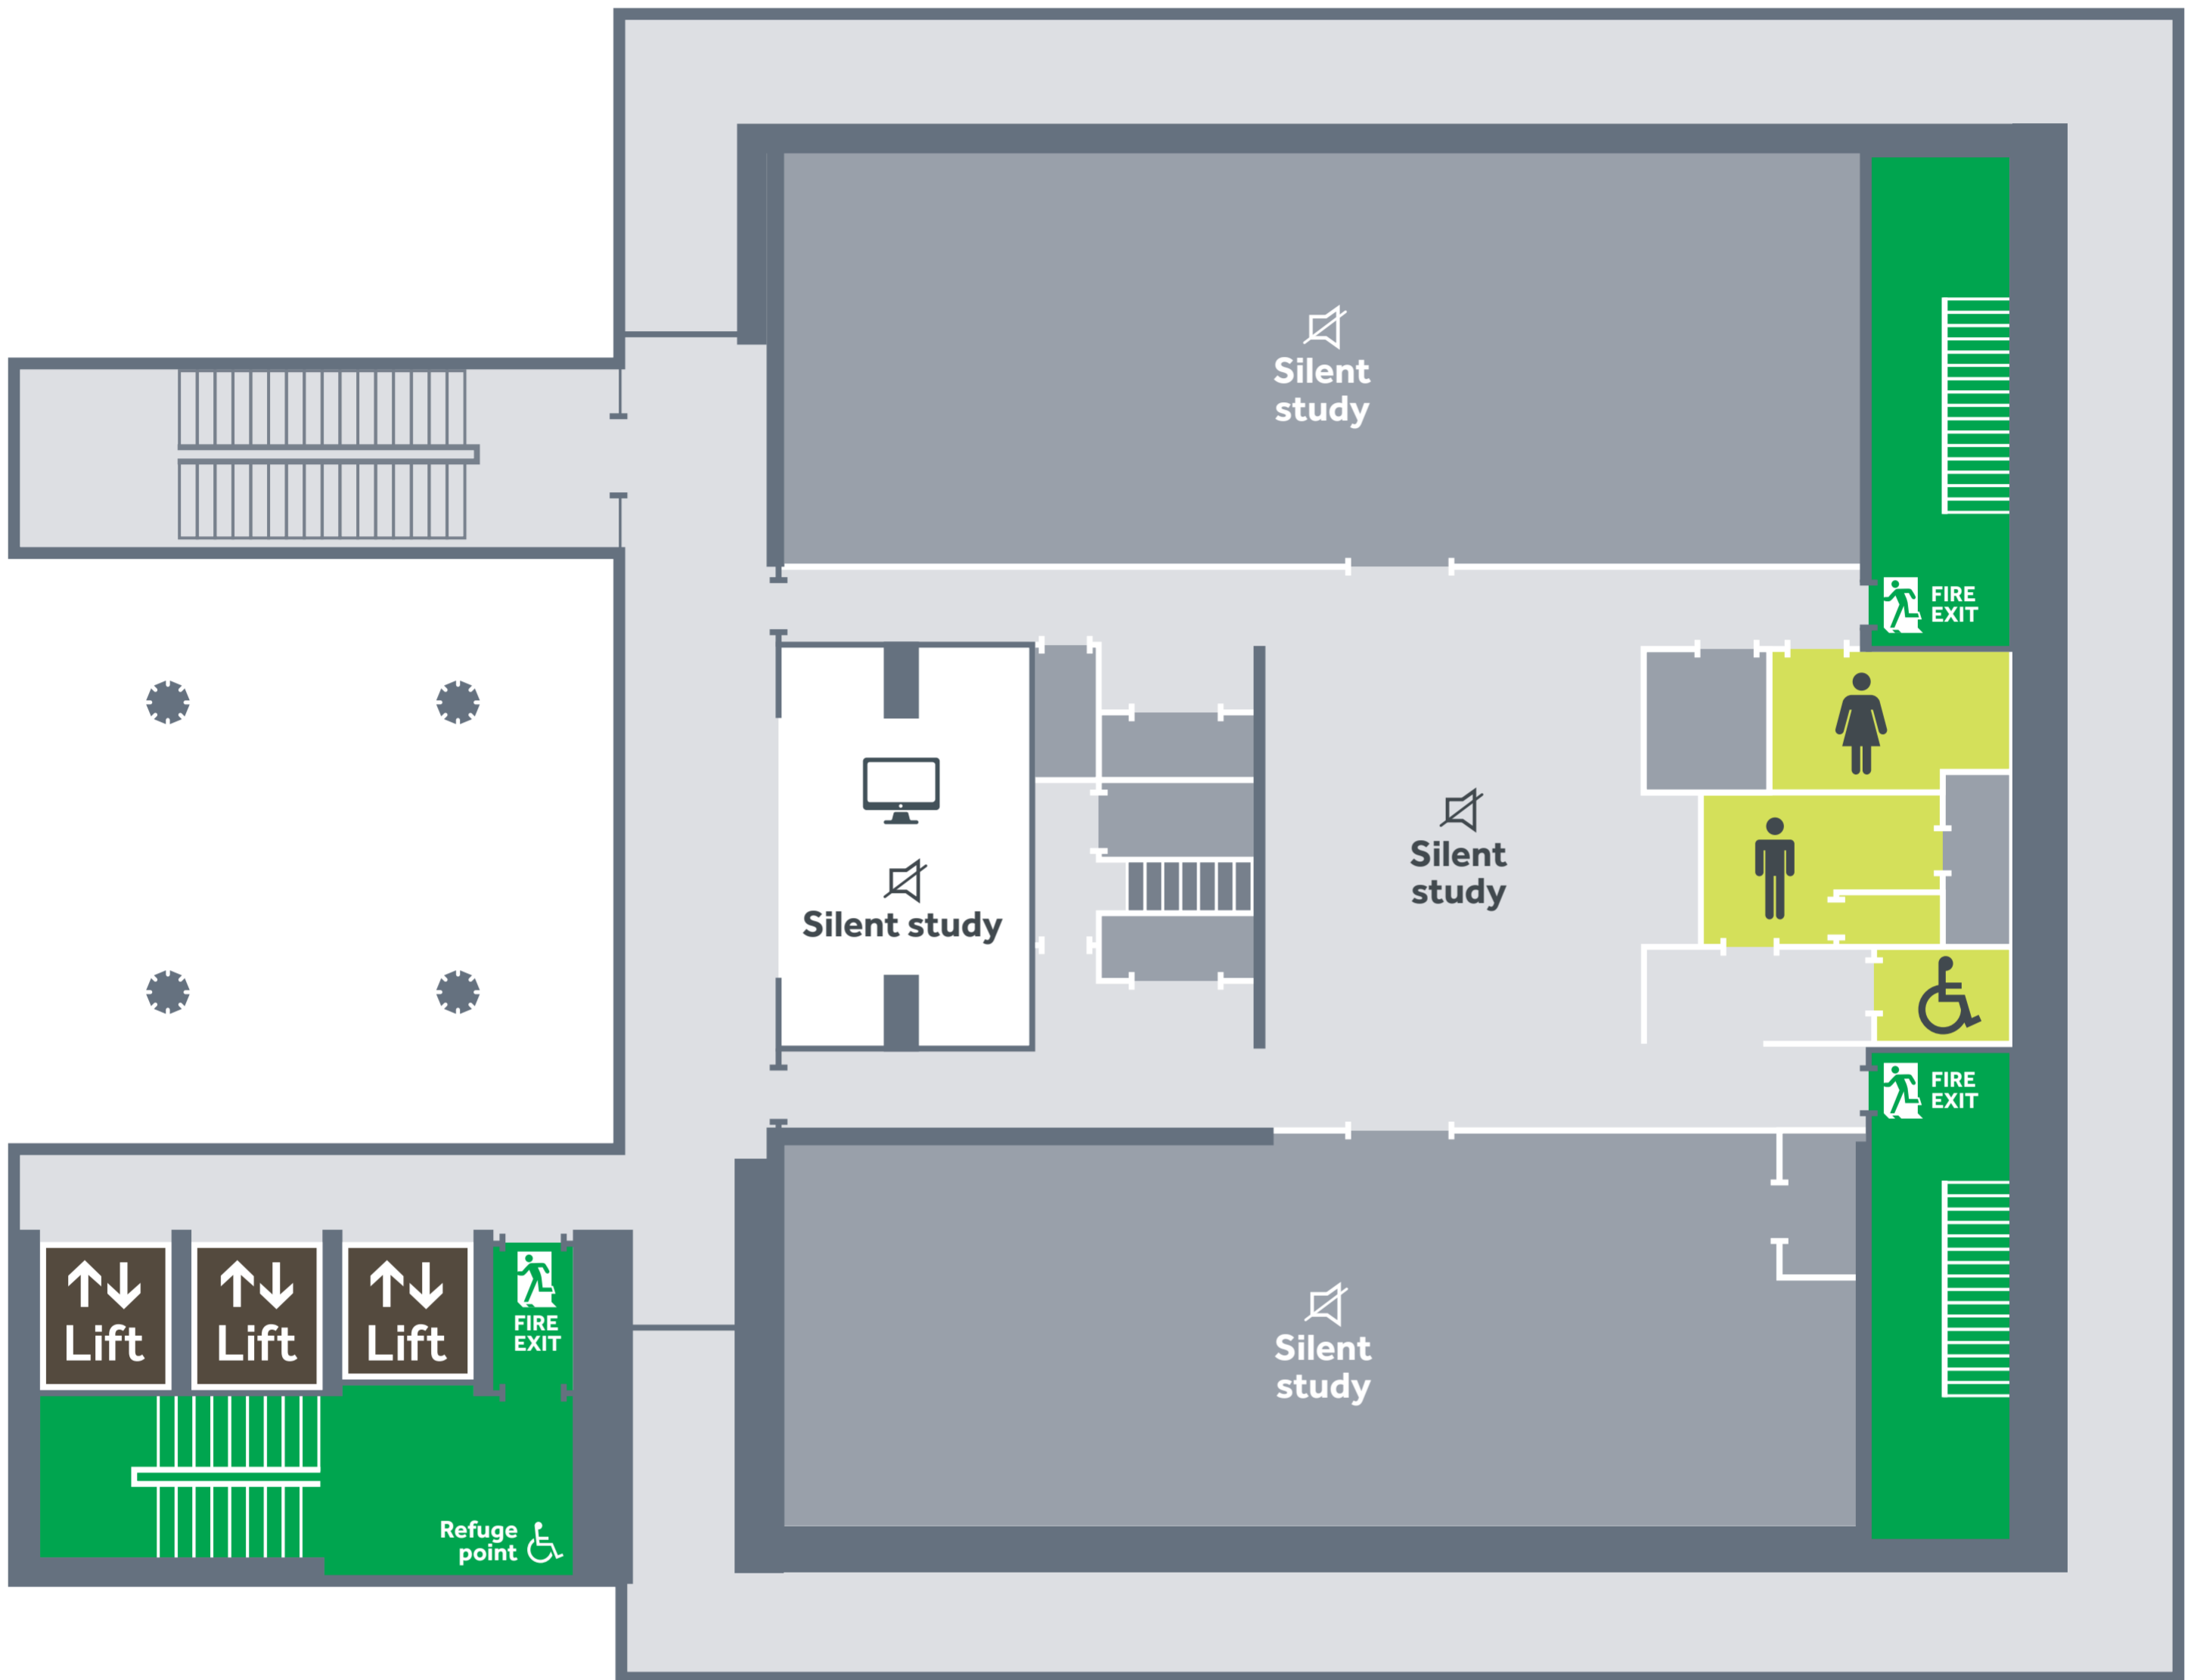 Silent
study
FIRE
EXIT
Silent study
Silent
study
FIRE
EXIT
Lift
Lift
Lift
FIRE
EXIT
Silent
study
Refuge
point